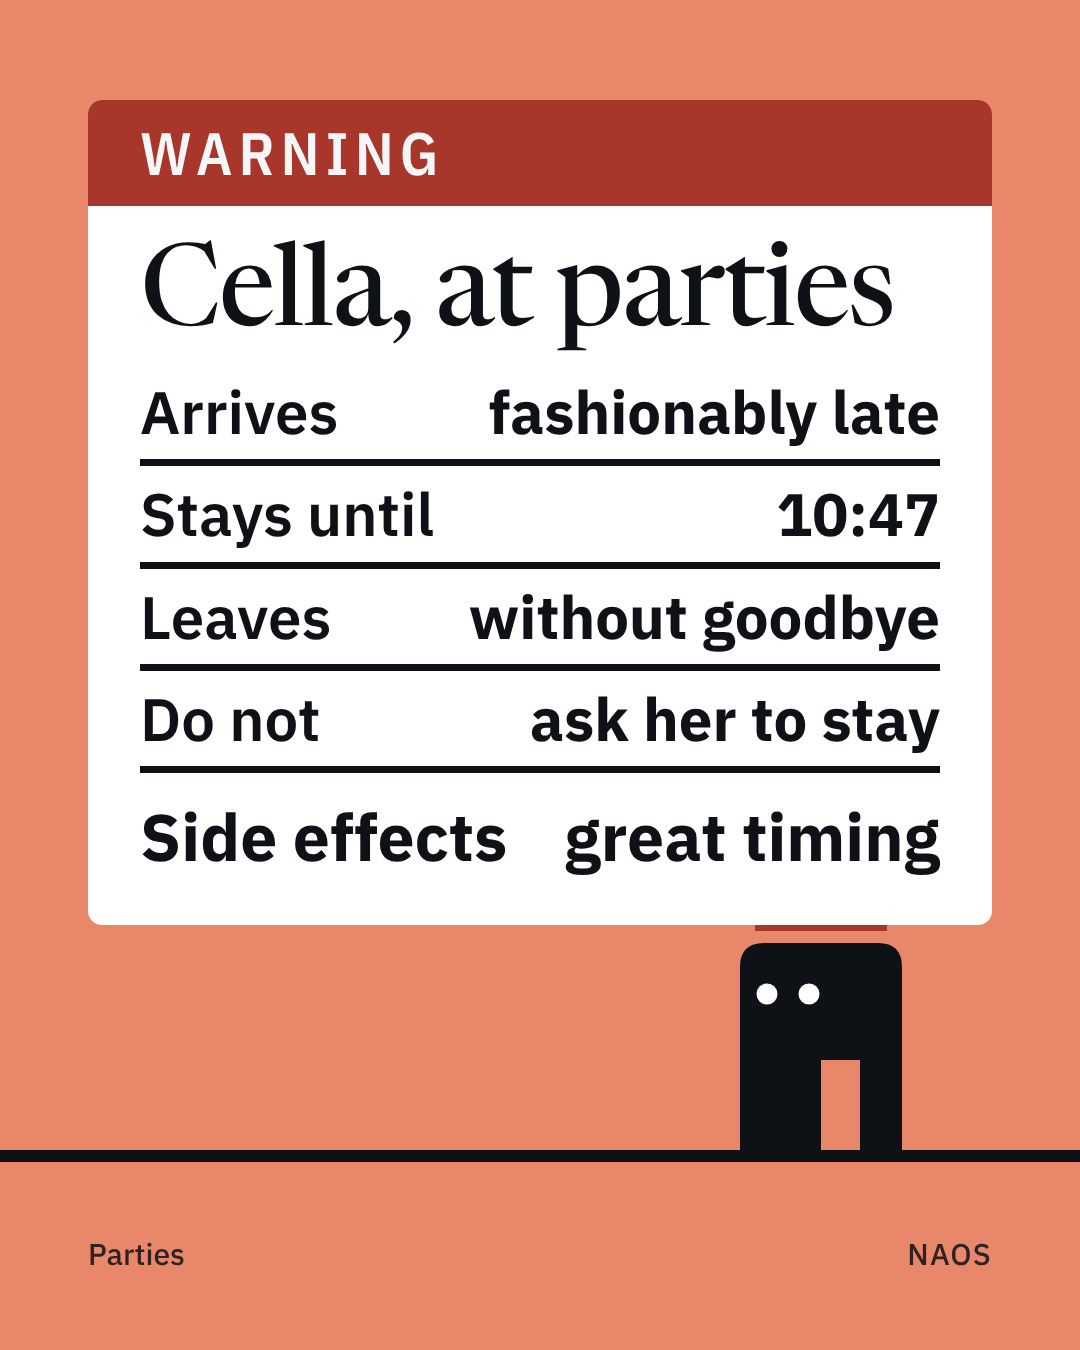 WARNING
Cella, at parties
Arrives fashionably late
Stays until 10:47
Leaves without goodbye
Do not ask her to stay
Side effects great timing
Parties NAOS